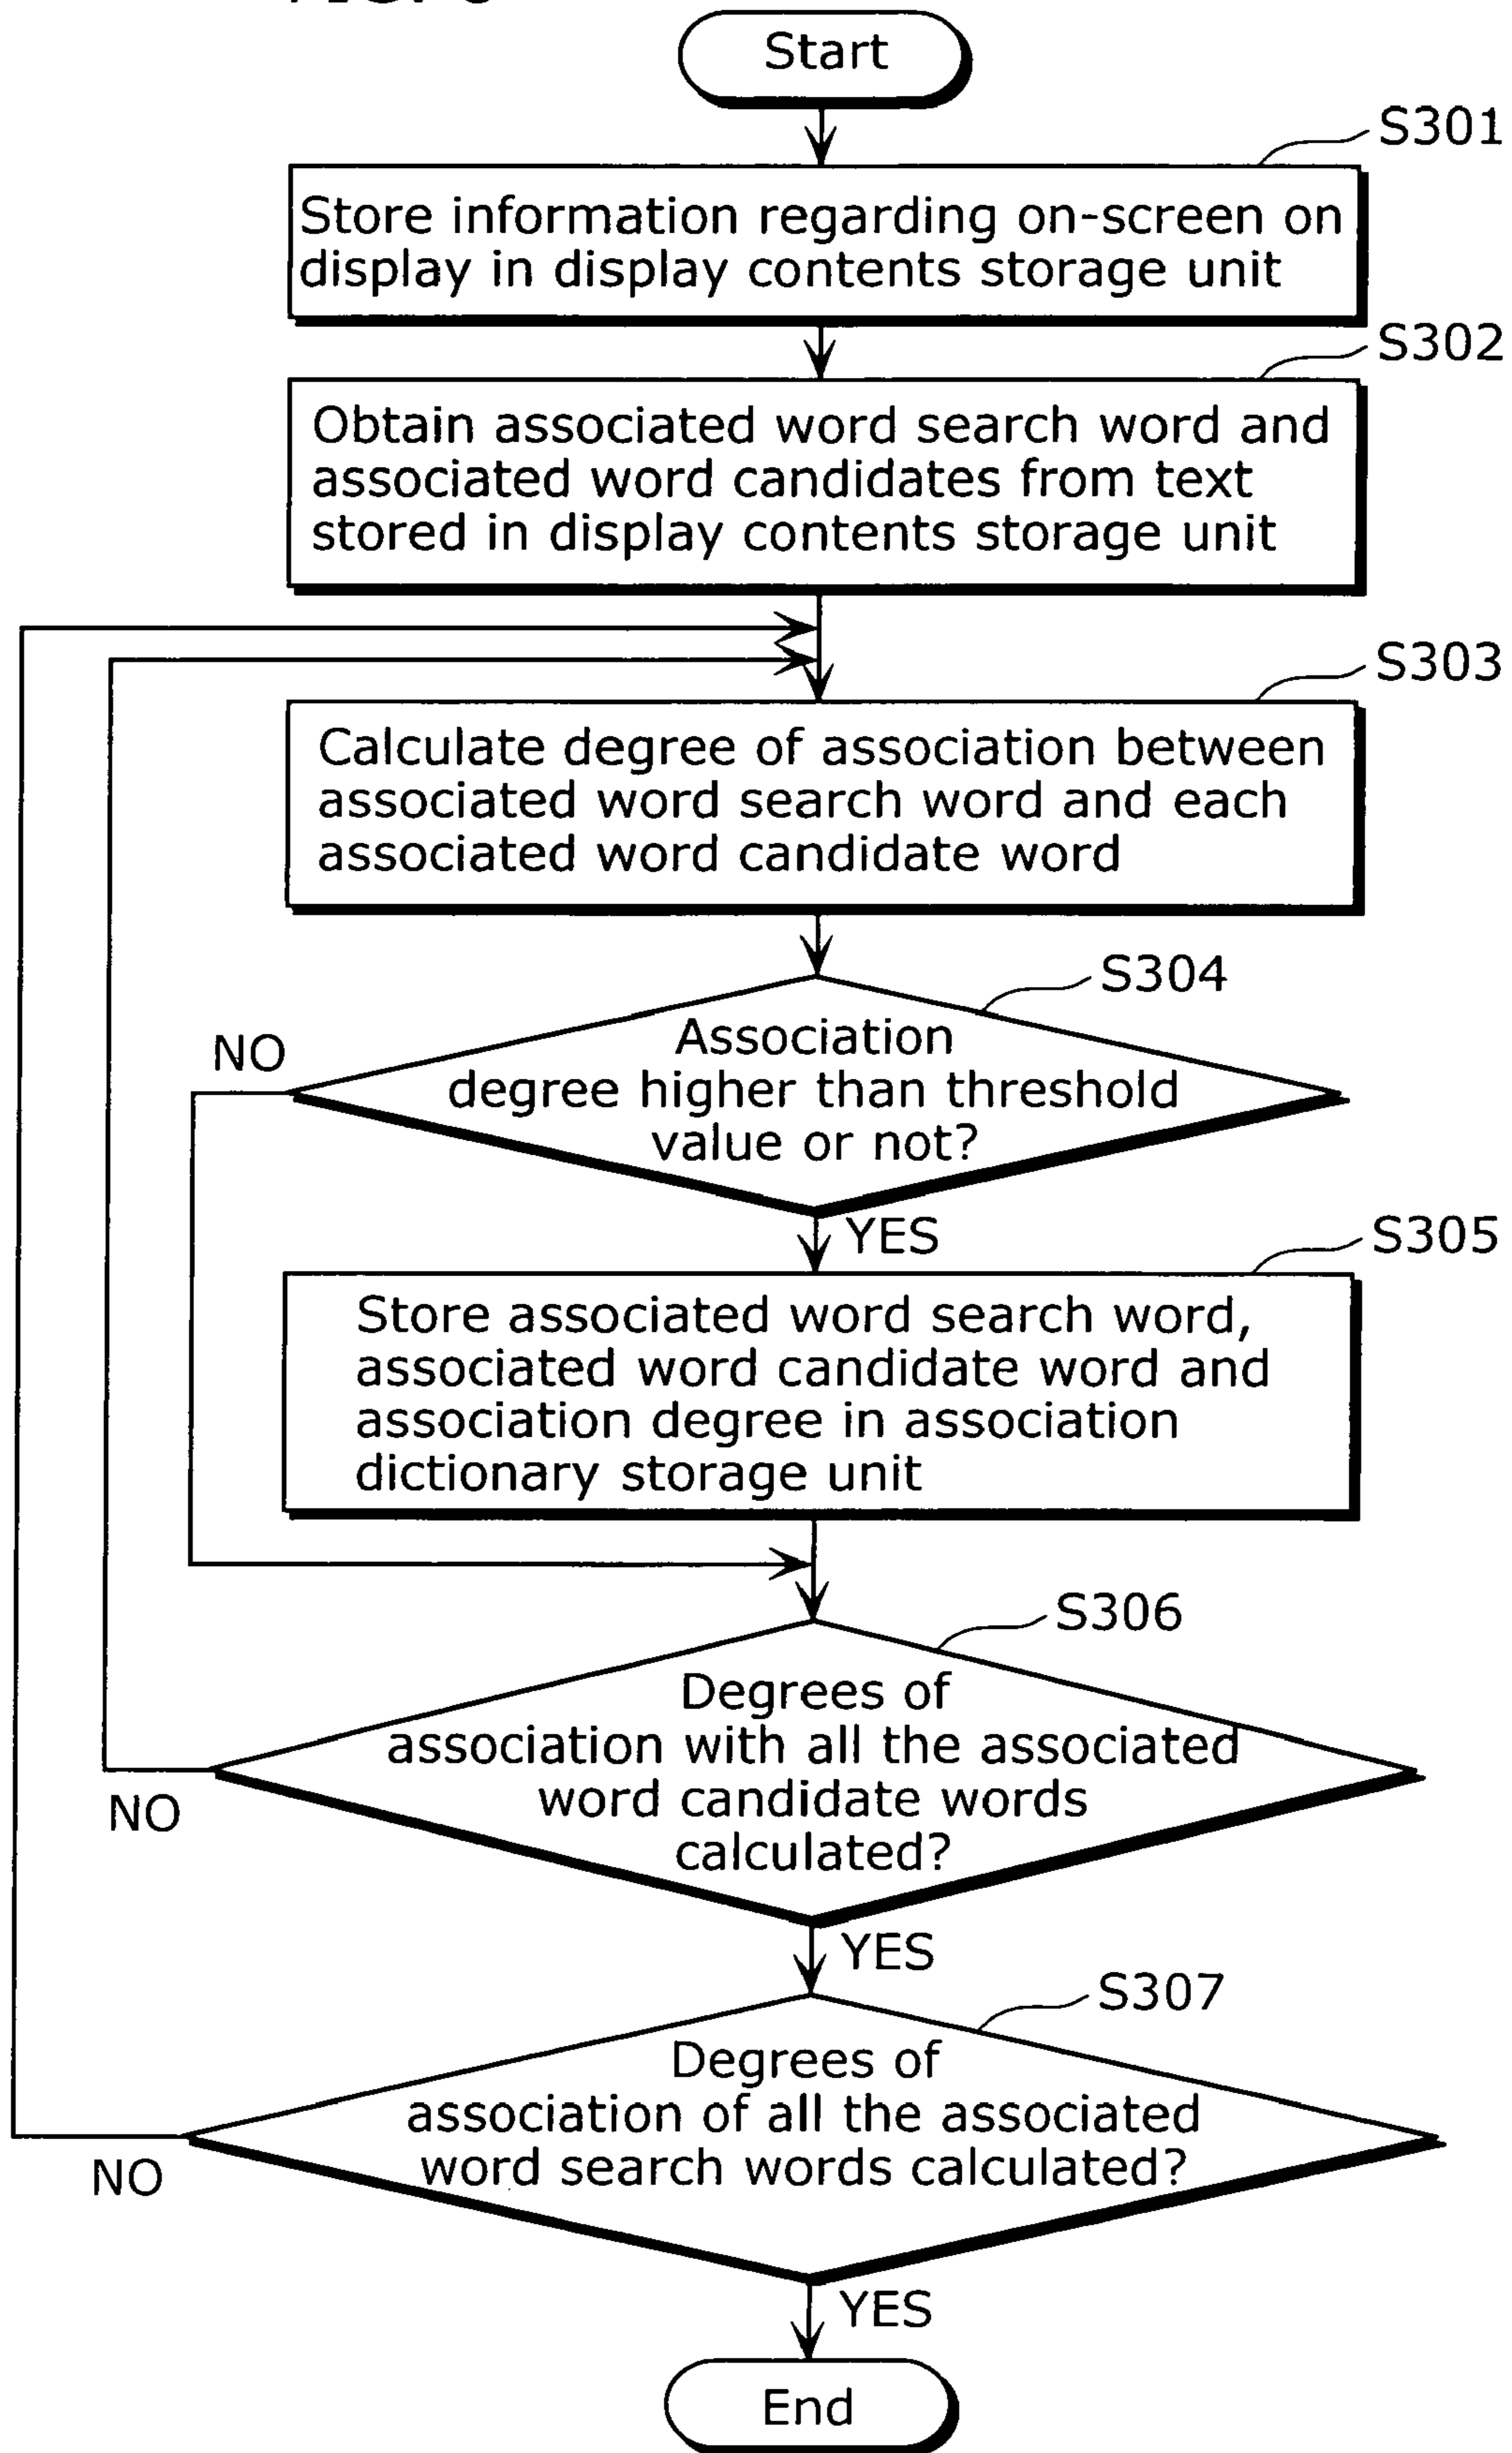 Start
S301
Store information regarding on-screen on
display in display contents storage unit
S302
Obtain associated word search word and
associated word candidates from text
stored in display contents storage unit
S303
Calculate degree of association between
associated word search word and each
associated word candidate word
S304
Association
degree higher than threshold
value or not?
NO
YES
S305
Store associated word search word,
associated word candidate word and
association degree in association
dictionary storage unit
S306
Degrees of
association with all the associated
word candidate words
calculated?
NO
YES
S307
Degrees of
association of all the associated
word search words calculated?
NO
YES
End